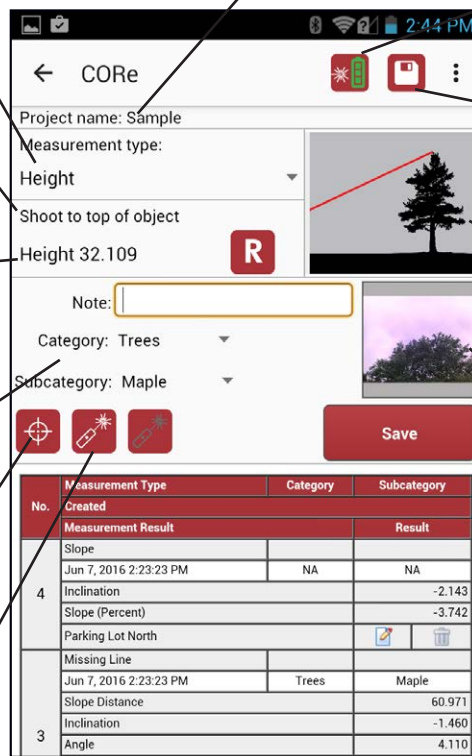 2:44 PM
CORe
Project name: Sample
Measurement type:
Height
Shoot to top of object
Height 32.109
R
Note:
Category: Trees
Subcategory: Maple
Save
No. Measurement Type Category Subcategory
Created
Measurement Result Result
Slope
Jun 7, 2016 2:23:23 PM NA NA
4 Inclination -2.143
Slope (Percent) -3.742
Parking Lot North
Missing Line
Jun 7, 2016 2:23:23 PM Trees Maple
Slope Distance 60.971
3 Inclination -1.460
Angle 4.110